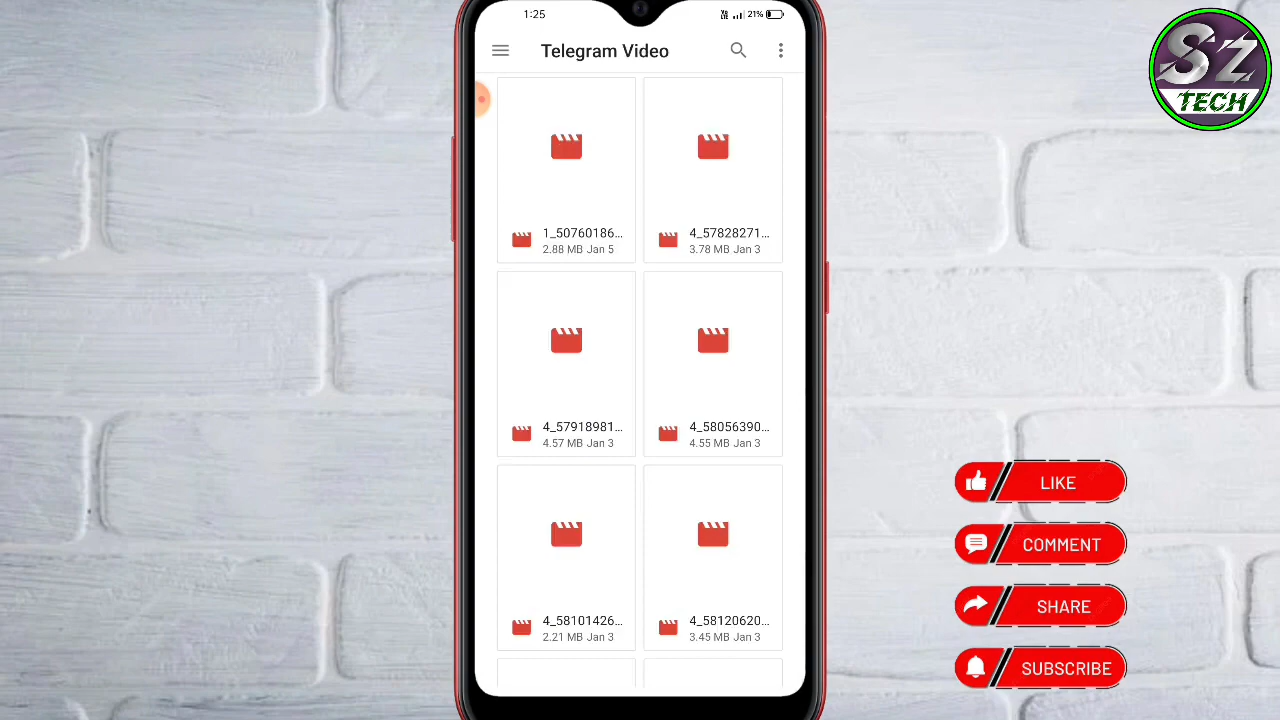 1:25
Vo
LTE
21%
Telegram Video
SZ
TECH
1_50760186...
2.88 MB Jan 5
4_57828271...
3.78 MB Jan 3
4_57918981...
4.57 MB Jan 3
4_58056390...
4.55 MB Jan 3
4_58101426...
2.21 MB Jan 3
4_58120620...
3.45 MB Jan 3
LIKE
COMMENT
SHARE
SUBSCRIBE